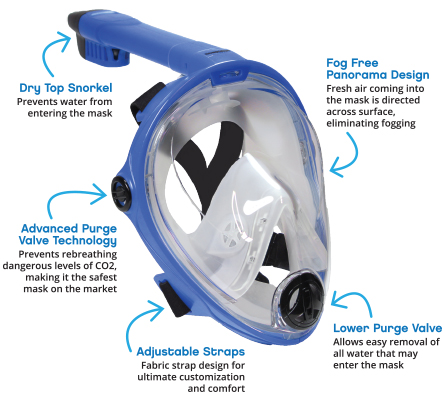 Dry Top Snorkel
Prevents water from
entering the mask
Fog Free
Panorama Design
Fresh air coming into
the mask is directed
across surface,
eliminating fogging
Advanced Purge
Valve Technology
Prevents rebreathing
dangerous levels of CO2,
making it the safest
mask on the market
Adjustable Straps
Fabric strap design for
ultimate customization
and comfort
Lower Purge Valve
Allows easy removal of
all water that may
enter the mask